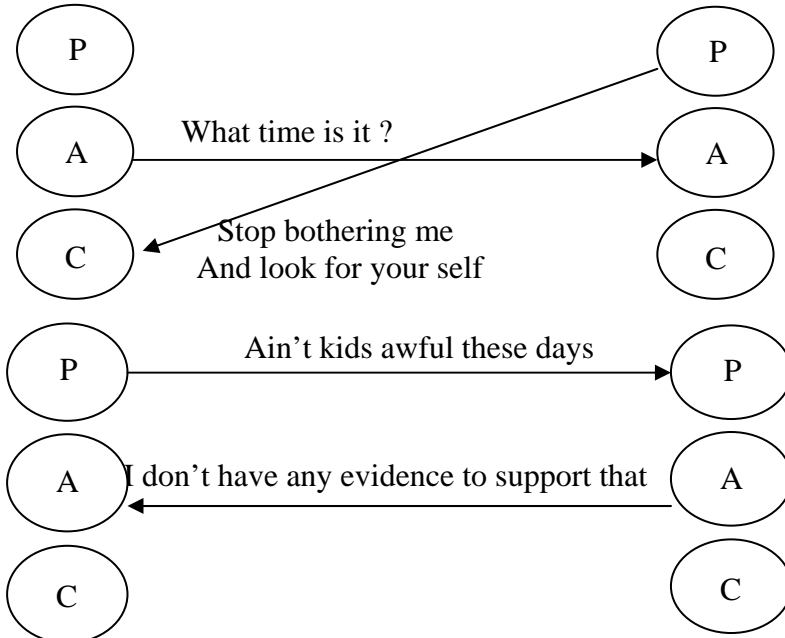 P P
What time is it ?
A A
Stop bothering me
C C
And look for your self
Ain’t kids awful these days
P P
A I don’t have any evidence to support that A
C C